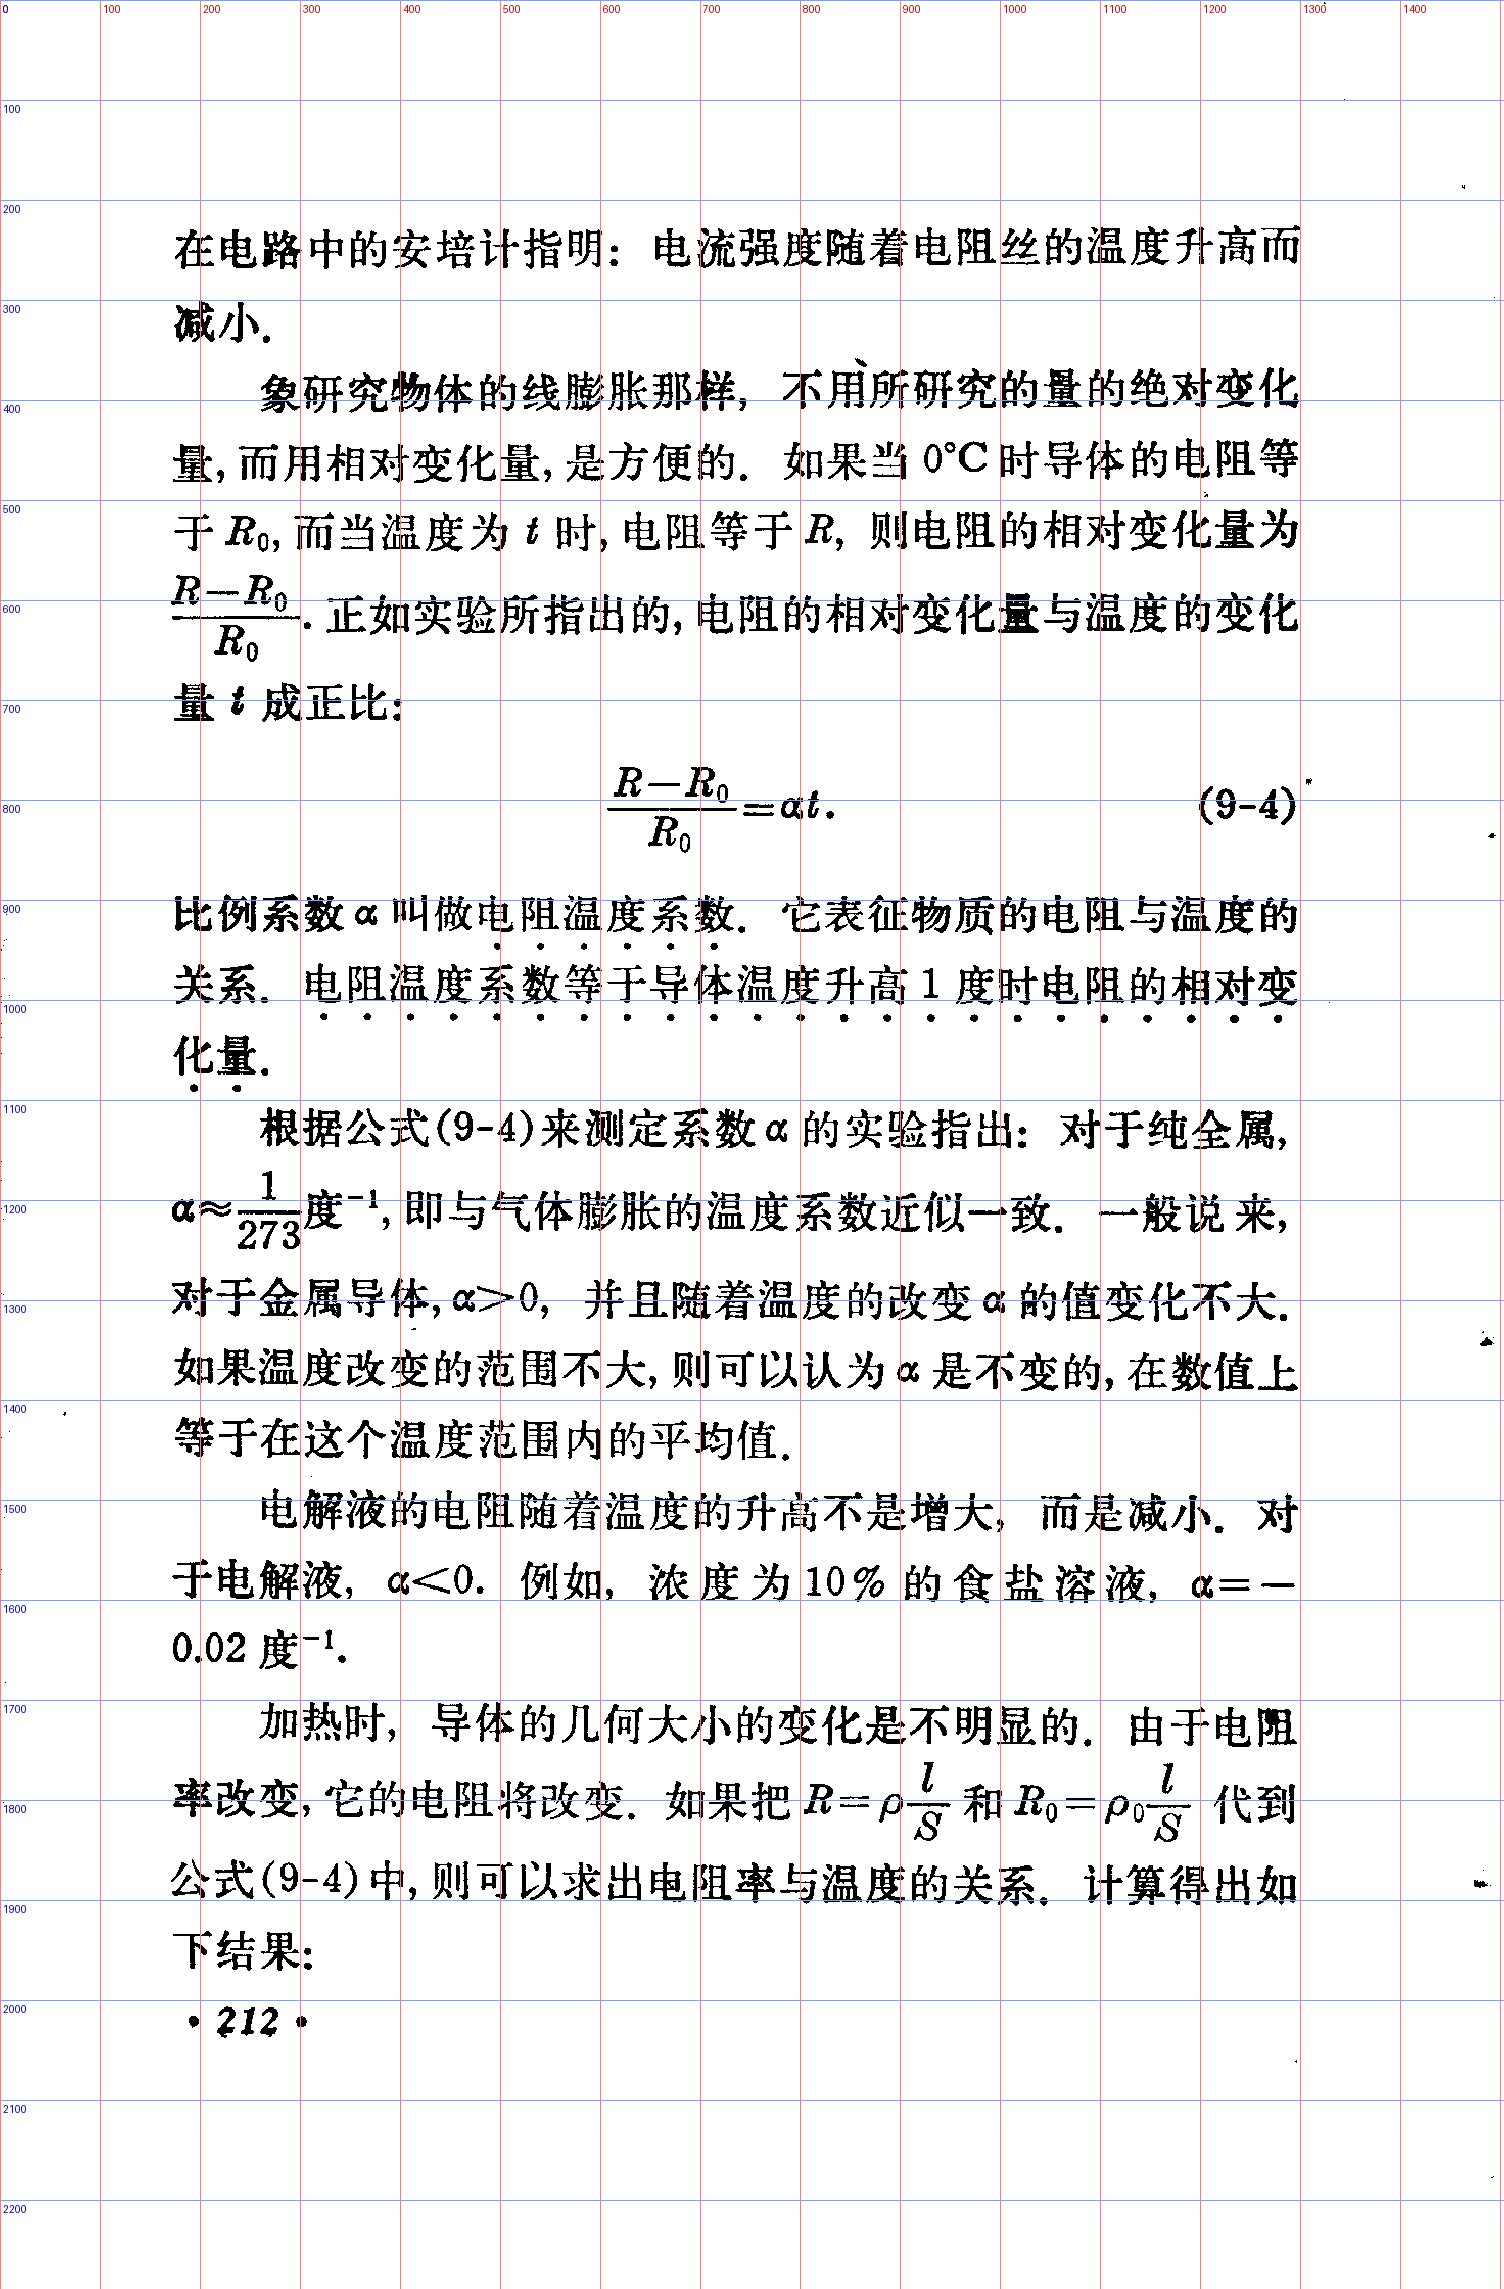 在电路中的安培计指明：电流强度随着电阻丝的温度升高而
减小．
象研究物体的线膨胀那样，不用所研究的量的绝对变化
量，而用相对变化量，是方便的．如果当 0℃ 时导体的电阻等
于 R₀，而当温度为 t 时，电阻等于 R，则电阻的相对变化量为
(R－R₀)/R₀．正如实验所指出的，电阻的相对变化量与温度的变化
量 t 成正比：
(R－R₀)/R₀＝αt． (9-4)
比例系数 α 叫做电阻温度系数．它表征物质的电阻与温度的
关系．电阻温度系数等于导体温度升高 1 度时电阻的相对变
化量．
根据公式(9-4)来测定系数 α 的实验指出：对于纯全属，
α≈1/273度⁻¹，即与气体膨胀的温度系数近似一致．一般说来，
对于金属导体，α＞0，并且随着温度的改变 α 的值变化不大．
如果温度改变的范围不大，则可以认为 α 是不变的，在数值上
等于在这个温度范围内的平均值．
电解液的电阻随着温度的升高不是增大，而是减小．对
于电解液，α＜0．例如，浓度为 10% 的食盐溶液，α＝－
0.02 度⁻¹．
加热时，导体的几何大小的变化是不明显的．由于电阻
率改变，它的电阻将改变．如果把 R＝ρl/S 和 R₀＝ρ₀l/S 代到
公式(9-4)中，则可以求出电阻率与温度的关系．计算得出如
下结果：
• 212 •